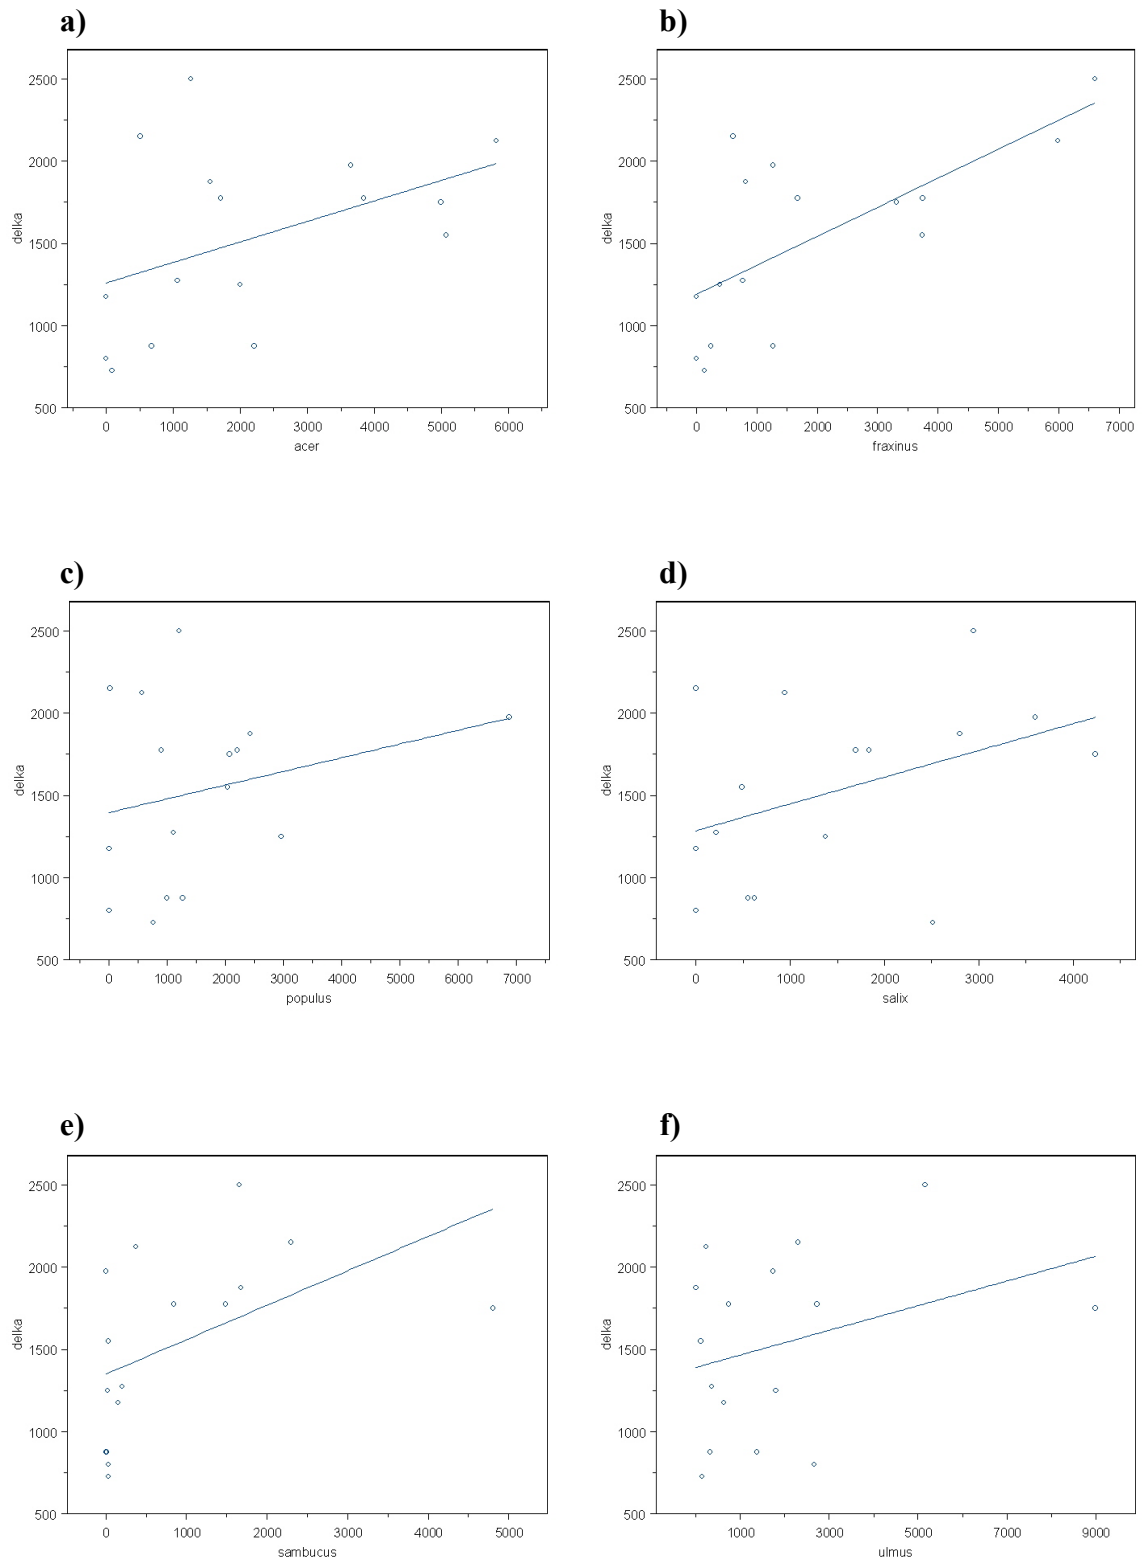 a) b)
2500 2500
2000 2000
delka delka
1500 1500
1000 1000
500 500
0 1000 2000 3000 4000 5000 6000 0 1000 2000 3000 4000 5000 6000 7000
acer fraxinus
c) d)
2500 2500
2000 2000
delka delka
1500 1500
1000 1000
500 500
0 1000 2000 3000 4000 5000 6000 7000 0 1000 2000 3000 4000
populus salix
e) f)
2500 2500
2000 2000
delka delka
1500 1500
1000 1000
500 500
0 1000 2000 3000 4000 5000 1000 3000 5000 7000 9000
sambucus ulmus